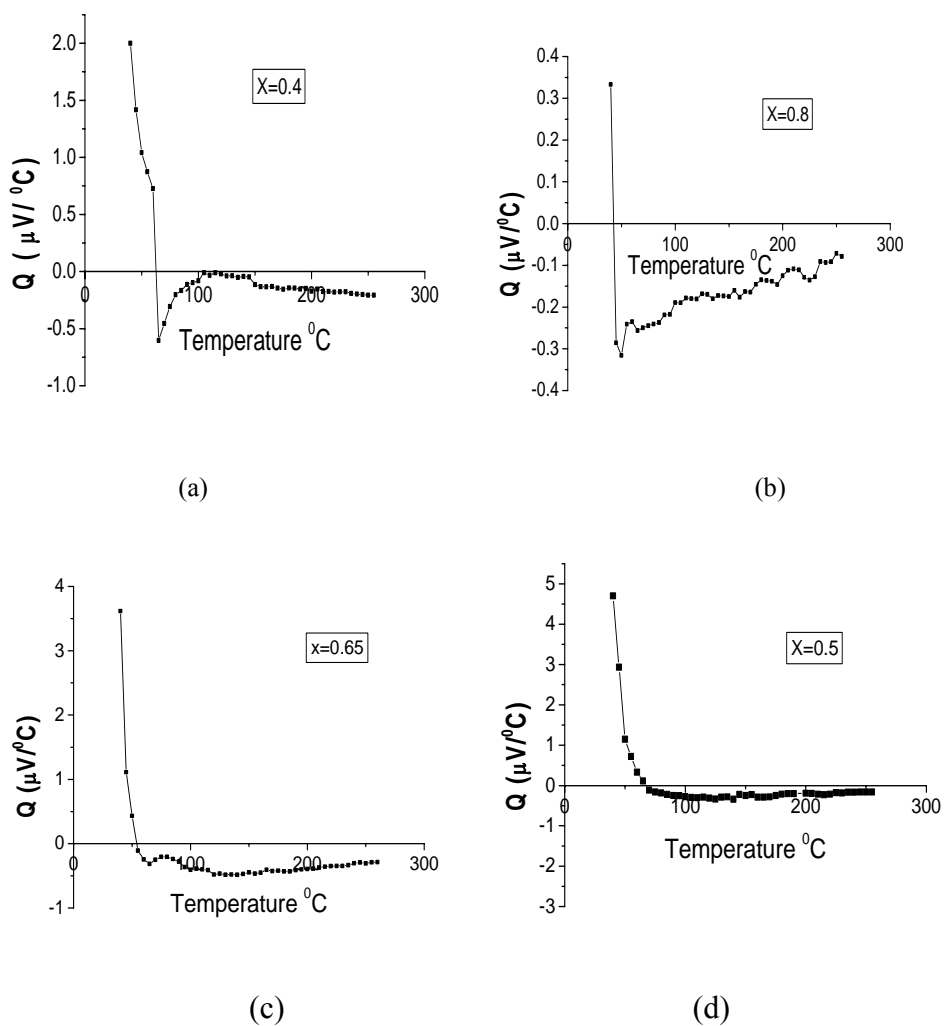 2.0
1.5
1.0
0.5
0.0
-0.5
-1.0
0
100
200
300
X=0.4
Q ( μV/ ⁰C)
Temperature ⁰C
(a)
0.4
0.3
0.2
0.1
0.0
-0.1
-0.2
-0.3
-0.4
0
100
200
300
X=0.8
Q (μV/⁰C)
Temperature ⁰C
(b)
4
3
2
1
0
-1
0
100
200
300
x=0.65
Q (μV/⁰C)
Temperature ⁰C
(c)
5
4
3
2
1
0
-1
-2
-3
0
100
200
300
X=0.5
Q (μV/⁰C)
Temperature ⁰C
(d)